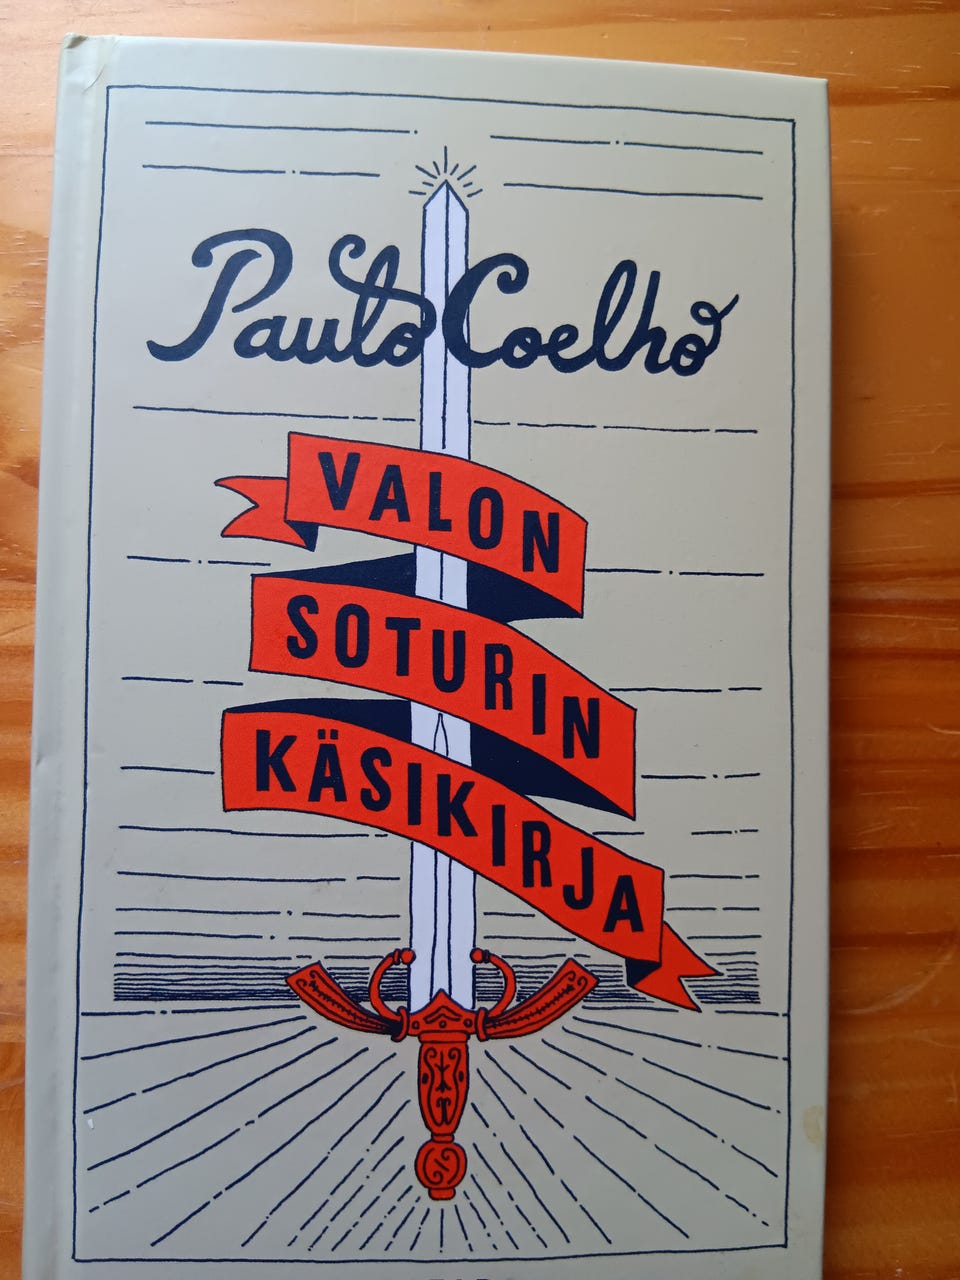 Paulo Coelho
VALON
SOTURIN
KÄSIKIRJA